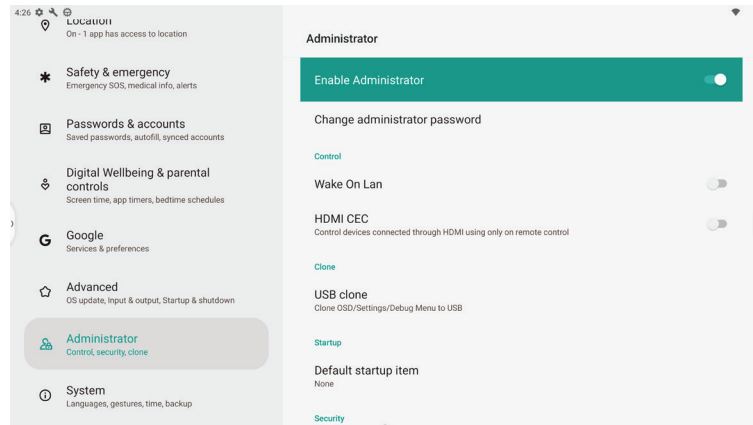 4:26
Location
On - 1 app has access to location
Safety & emergency
Emergency SOS, medical info, alerts
Passwords & accounts
Saved passwords, autofill, synced accounts
Digital Wellbeing & parental
controls
Screen time, app timers, bedtime schedules
Google
Services & preferences
Advanced
OS update, Input & output, Startup & shutdown
Administrator
Control, security, clone
System
Languages, gestures, time, backup
Administrator
Enable Administrator
Change administrator password
Control
Wake On Lan
HDMI CEC
Control devices connected through HDMI using only on remote control
Clone
USB clone
Clone OSD/Settings/Debug Menu to USB
Startup
Default startup item
None
Security